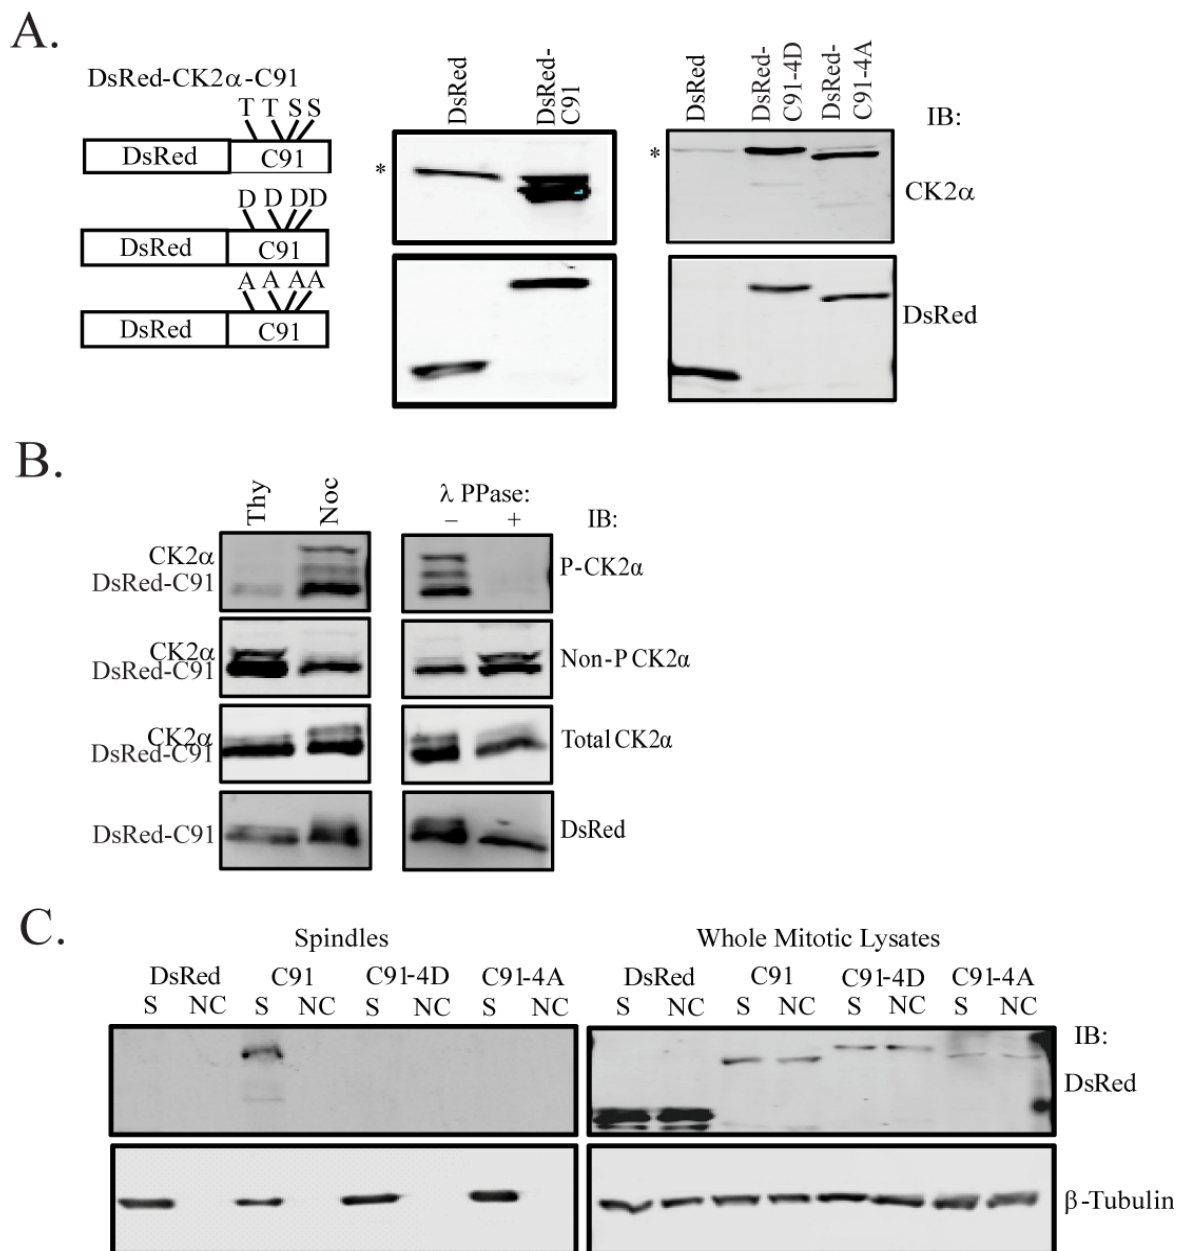 A.
DsRed-CK2α-C91
T T S S
DsRed C91
D D DD
DsRed C91
A A AA
DsRed C91
DsRed
DsRed-
C91
*
DsRed
DsRed-
C91-4D
DsRed-
C91-4A
*
IB:
CK2α
DsRed
B.
Thy Noc
λ PPase:
– + IB:
CK2α
DsRed-C91
P-CK2α
CK2α
DsRed-C91
Non-P CK2α
CK2α
DsRed-C91
Total CK2α
DsRed-C91
DsRed
C.
Spindles Whole Mitotic Lysates
DsRed C91 C91-4D C91-4A DsRed C91 C91-4D C91-4A
S NC S NC S NC S NC S NC S NC S NC S NC
IB:
DsRed
β-Tubulin